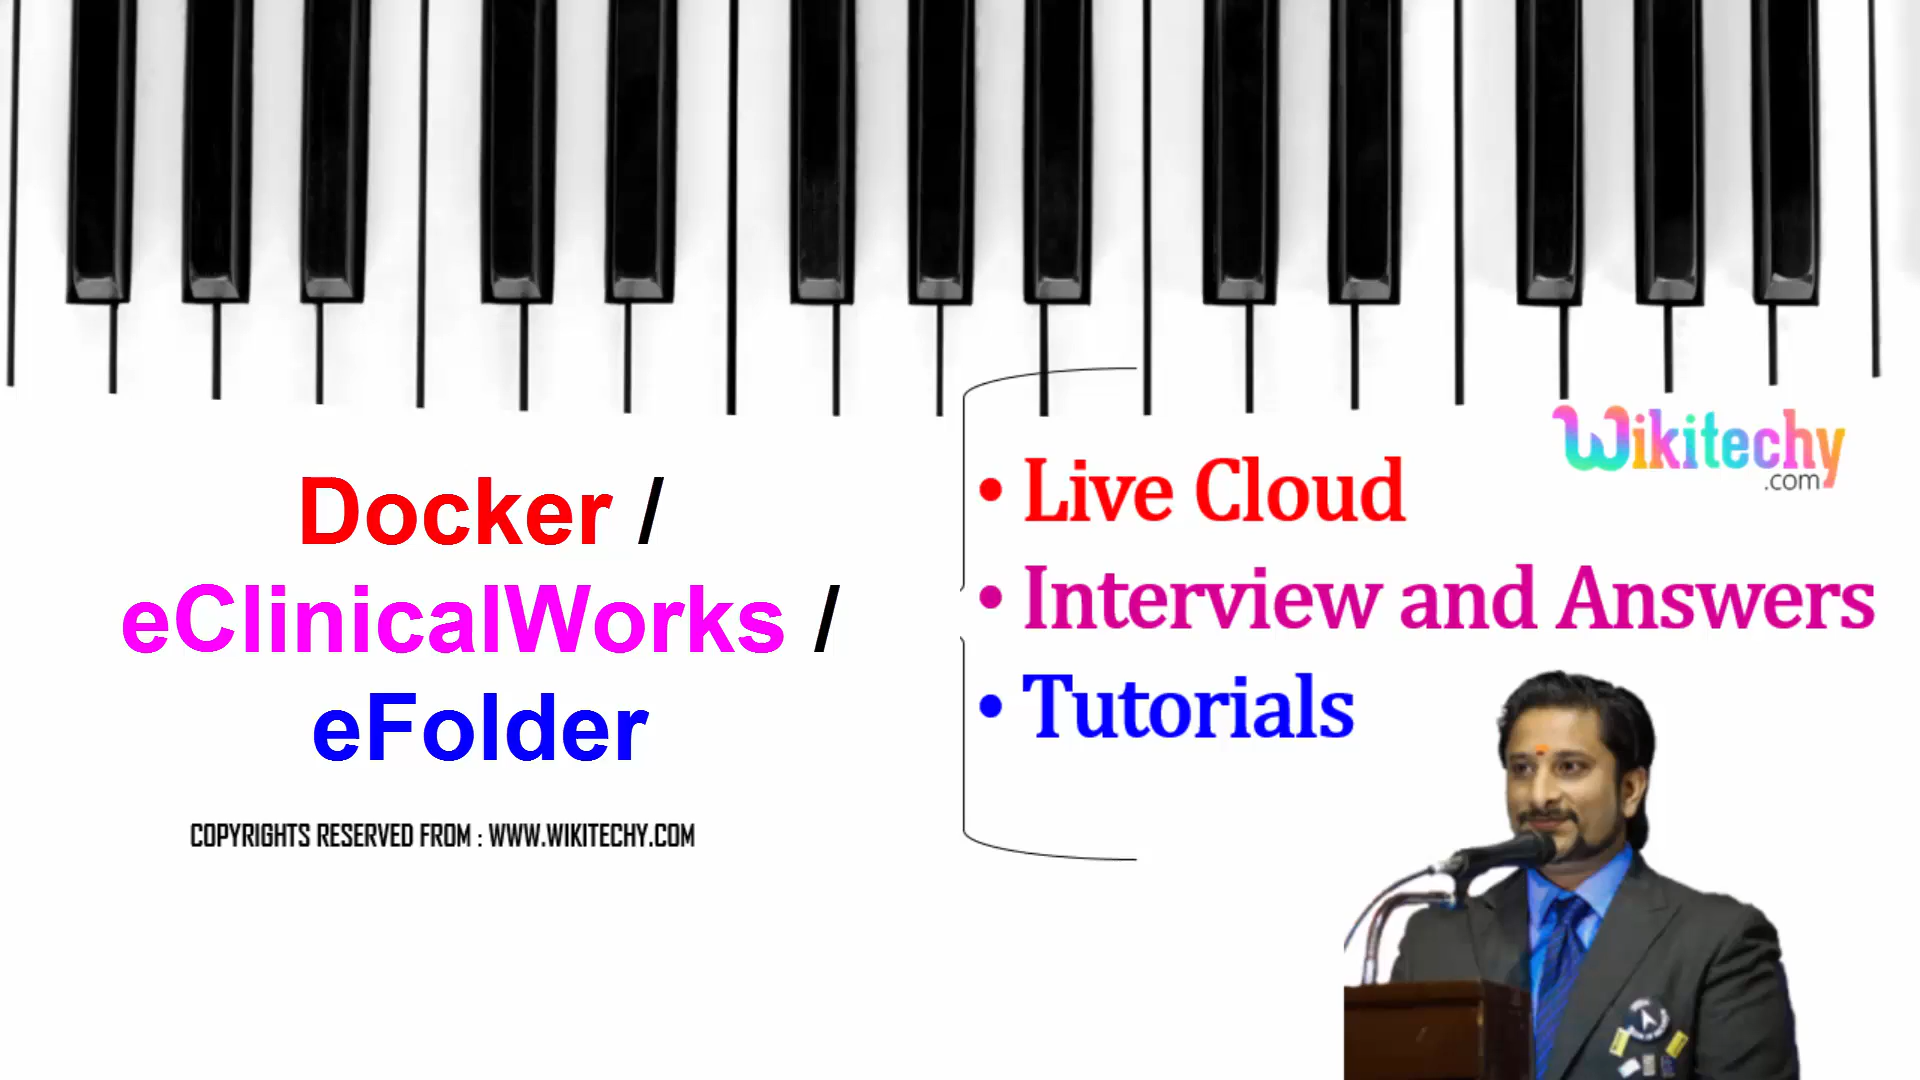 Docker /
eClinicalWorks /
eFolder
COPYRIGHTS RESERVED FROM : WWW.WIKITECHY.COM
• Live Cloud
• Interview and Answers
• Tutorials
Wikitechy
.com